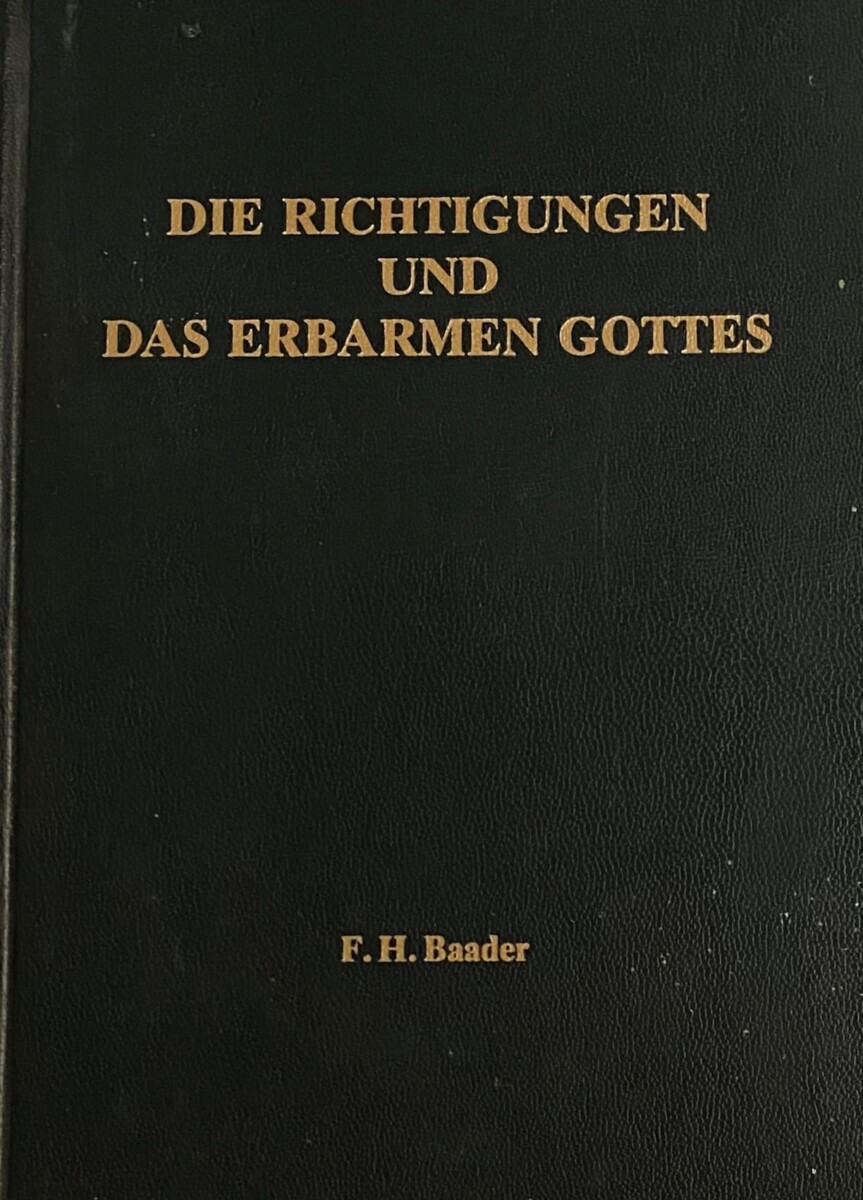 DIE RICHTIGUNGEN
UND
DAS ERBARMEN GOTTES
F. H. Baader